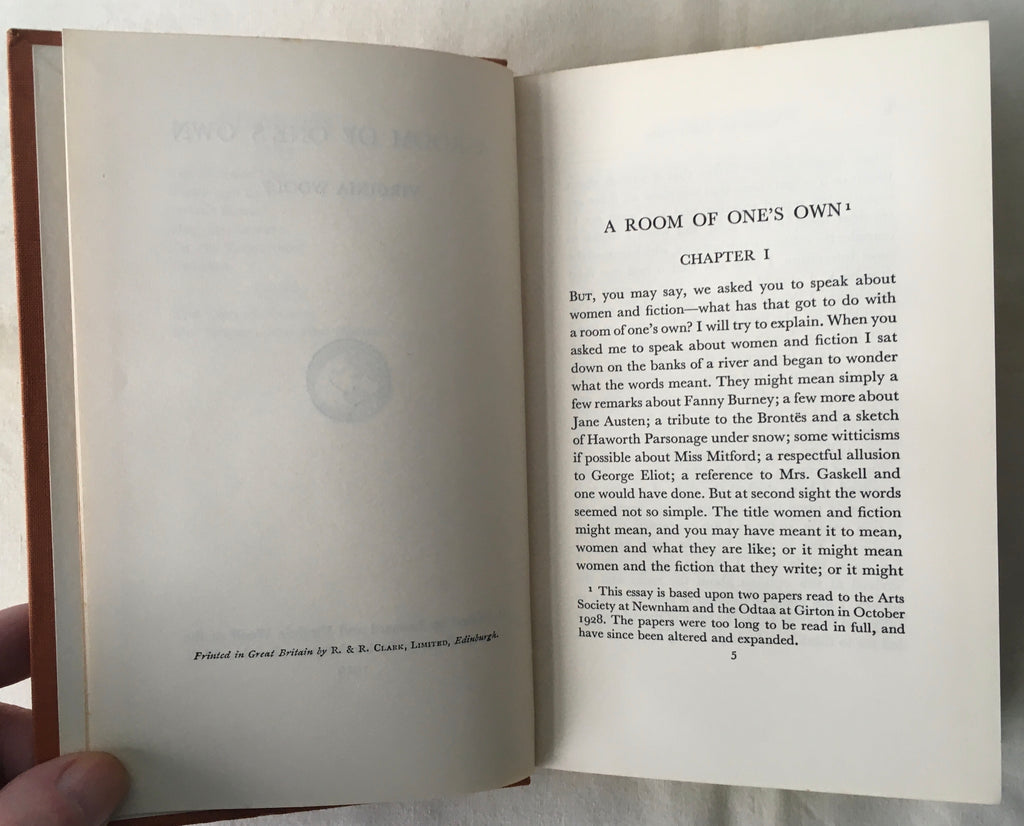 Printed in Great Britain by R. & R. CLARK, LIMITED, Edinburgh.
A ROOM OF ONE'S OWN¹
CHAPTER I
BUT, you may say, we asked you to speak about
women and fiction—what has that got to do with
a room of one's own? I will try to explain. When you
asked me to speak about women and fiction I sat
down on the banks of a river and began to wonder
what the words meant. They might mean simply a
few remarks about Fanny Burney; a few more about
Jane Austen; a tribute to the Brontës and a sketch
of Haworth Parsonage under snow; some witticisms
if possible about Miss Mitford; a respectful allusion
to George Eliot; a reference to Mrs. Gaskell and
one would have done. But at second sight the words
seemed not so simple. The title women and fiction
might mean, and you may have meant it to mean,
women and what they are like; or it might mean
women and the fiction that they write; or it might
¹ This essay is based upon two papers read to the Arts
Society at Newnham and the Odtaa at Girton in October
1928. The papers were too long to be read in full, and
have since been altered and expanded.
5